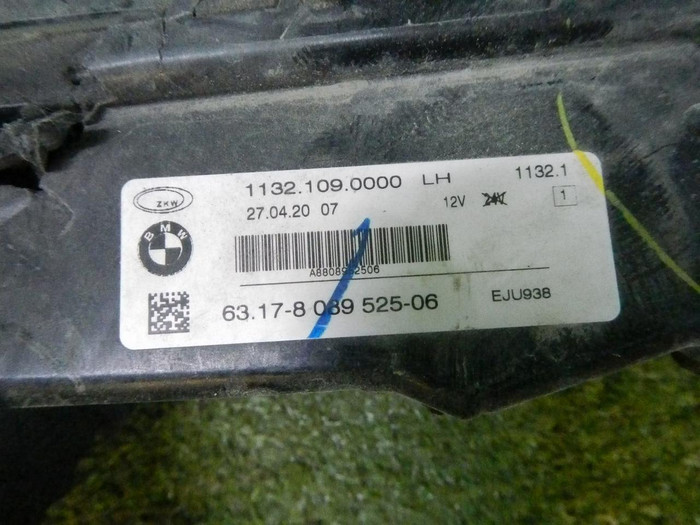 1132.109.0000 LH 1132.1
ZKW
27.04.20 07 12V 24V 1
BMW
63.17-8 089 525-06 EJU938